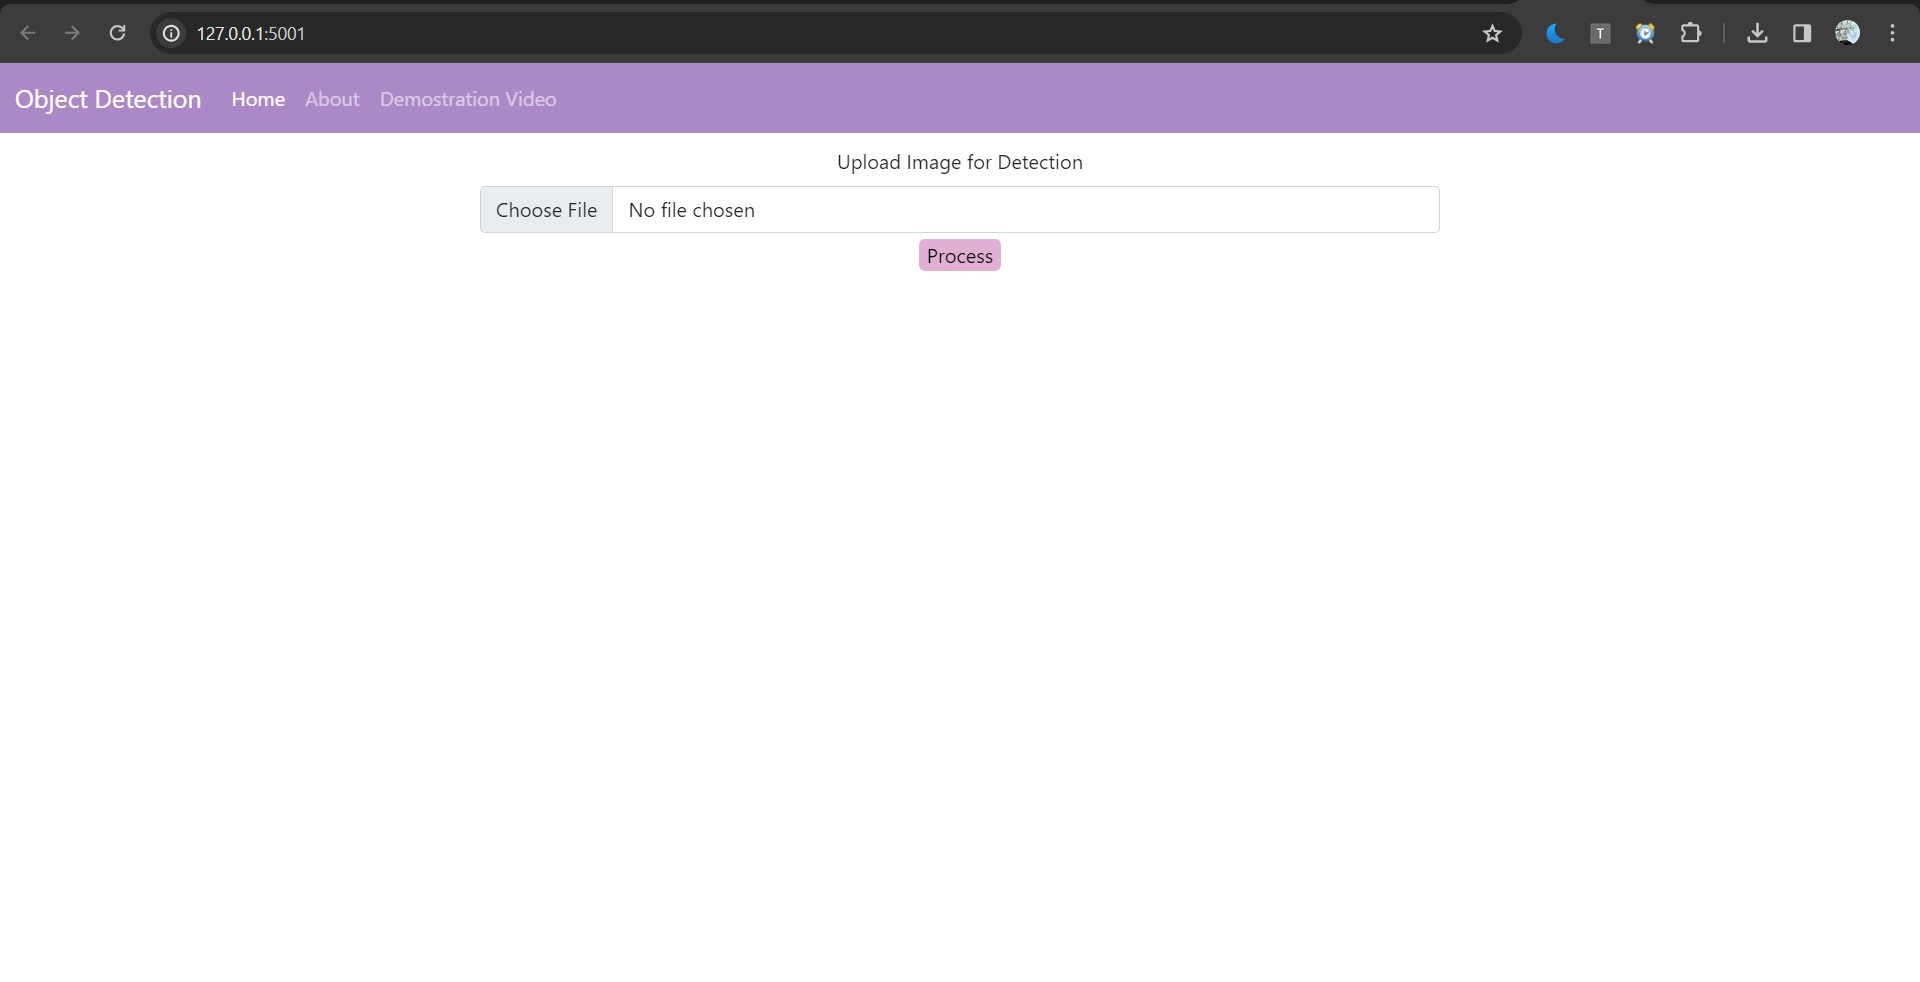 127.0.0.1:5001
T
Object Detection Home About Demostration Video
Upload Image for Detection
Choose File No file chosen
Process